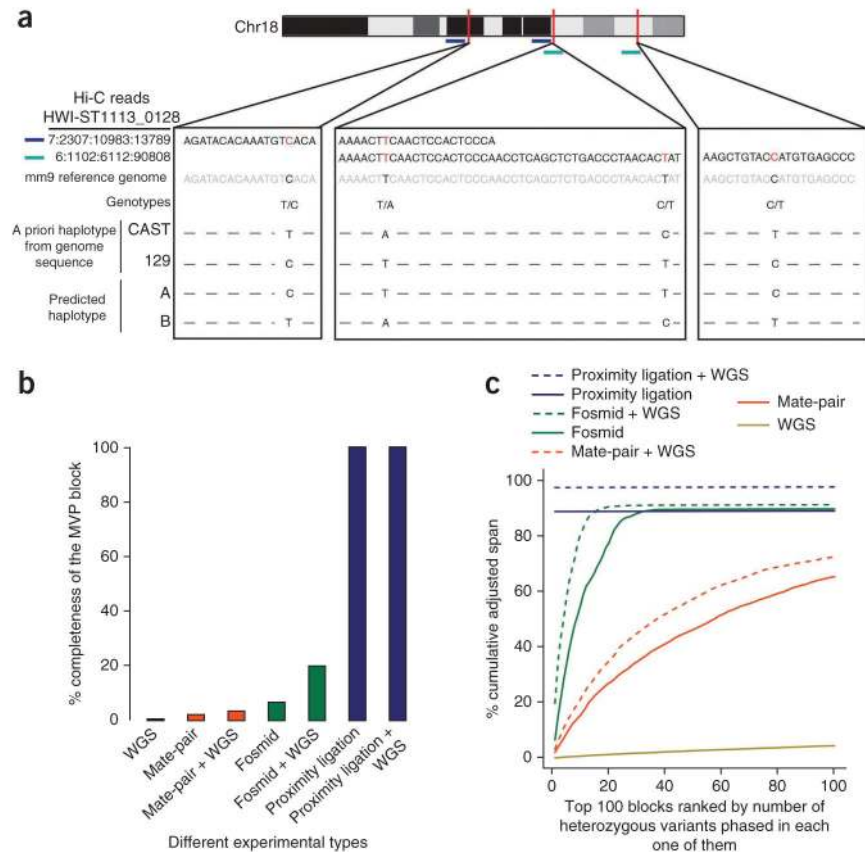 a
Chr18
Hi-C reads
HWI-ST1113_0128
7:2307:10983:13789
6:1102:6112:90808
mm9 reference genome
Genotypes
A priori haplotype
from genome
sequence
CAST
129
Predicted
haplotype
A
B
AGATACACAAATGTCACA
AGATACACAAATGTCACA
T/C
T
C
C
T
AAAACTTCAACTCCACTCCCA
AAAACTTCAACTCCACTCCCAACCTCAGCTCTGACCCTAACACTAT
AAAACTTCAACTCCACTCCCAACCTCAGCTCTGACCCTAACACTAT
T/A C/T
A C
T T
T T
A C
AAGCTGTACCATGTGAGCCC
AAGCTGTACCATGTGAGCCC
C/T
T
C
C
T
b
% completeness of the MVP block
100
80
60
40
20
0
WGS
Mate-pair
Mate-pair + WGS
Fosmid
Fosmid + WGS
Proximity ligation
Proximity ligation +
WGS
Different experimental types
c
Proximity ligation + WGS
Proximity ligation
Fosmid + WGS
Fosmid
Mate-pair + WGS
Mate-pair
WGS
% cumulative adjusted span
100
80
60
40
20
0
0 20 40 60 80 100
Top 100 blocks ranked by number of
heterozygous variants phased in each
one of them